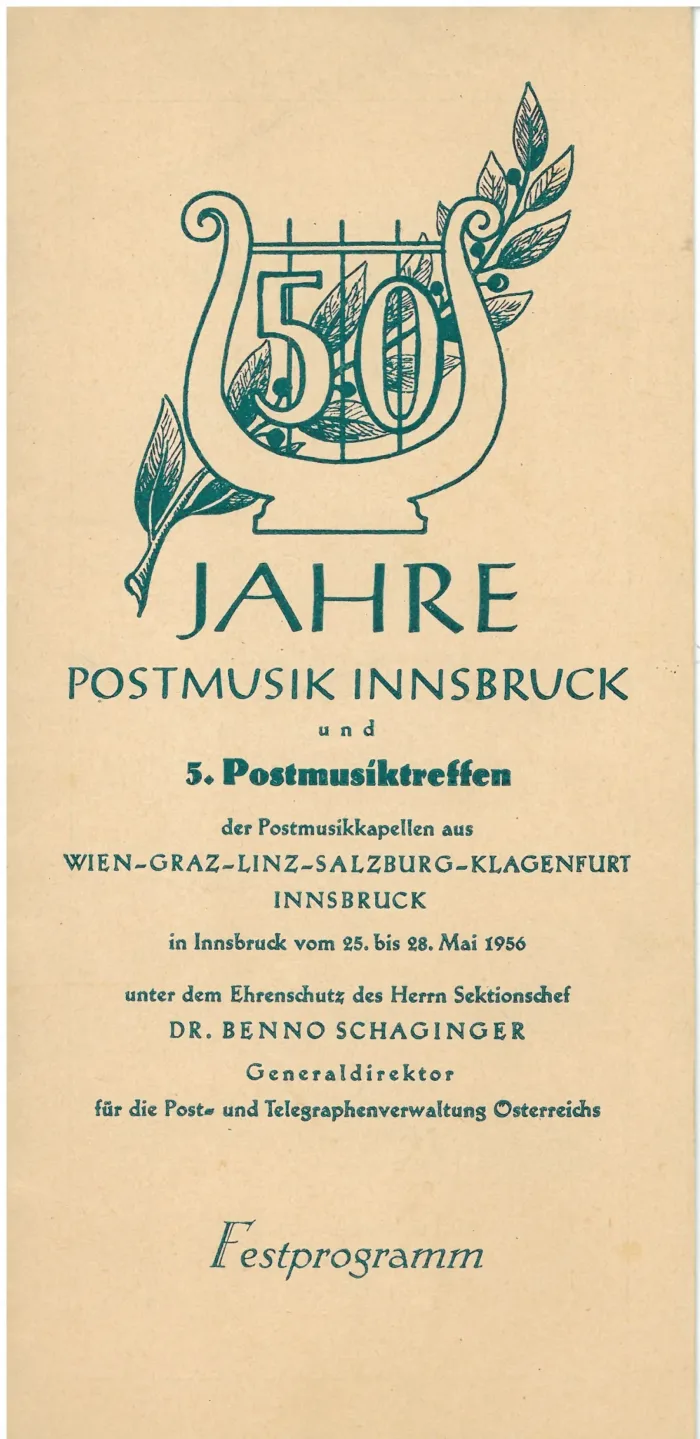 50
JAHRE
POSTMUSIK INNSBRUCK
und
5. Postmusiktreffen
der Postmusikkapellen aus
WIEN-GRAZ-LINZ-SALZBURG-KLAGENFURT
INNSBRUCK
in Innsbruck vom 25. bis 28. Mai 1956
unter dem Ehrenschutz des Herrn Sektionschef
DR. BENNO SCHAGINGER
Generaldirektor
für die Post- und Telegraphenverwaltung Österreichs
Festprogramm